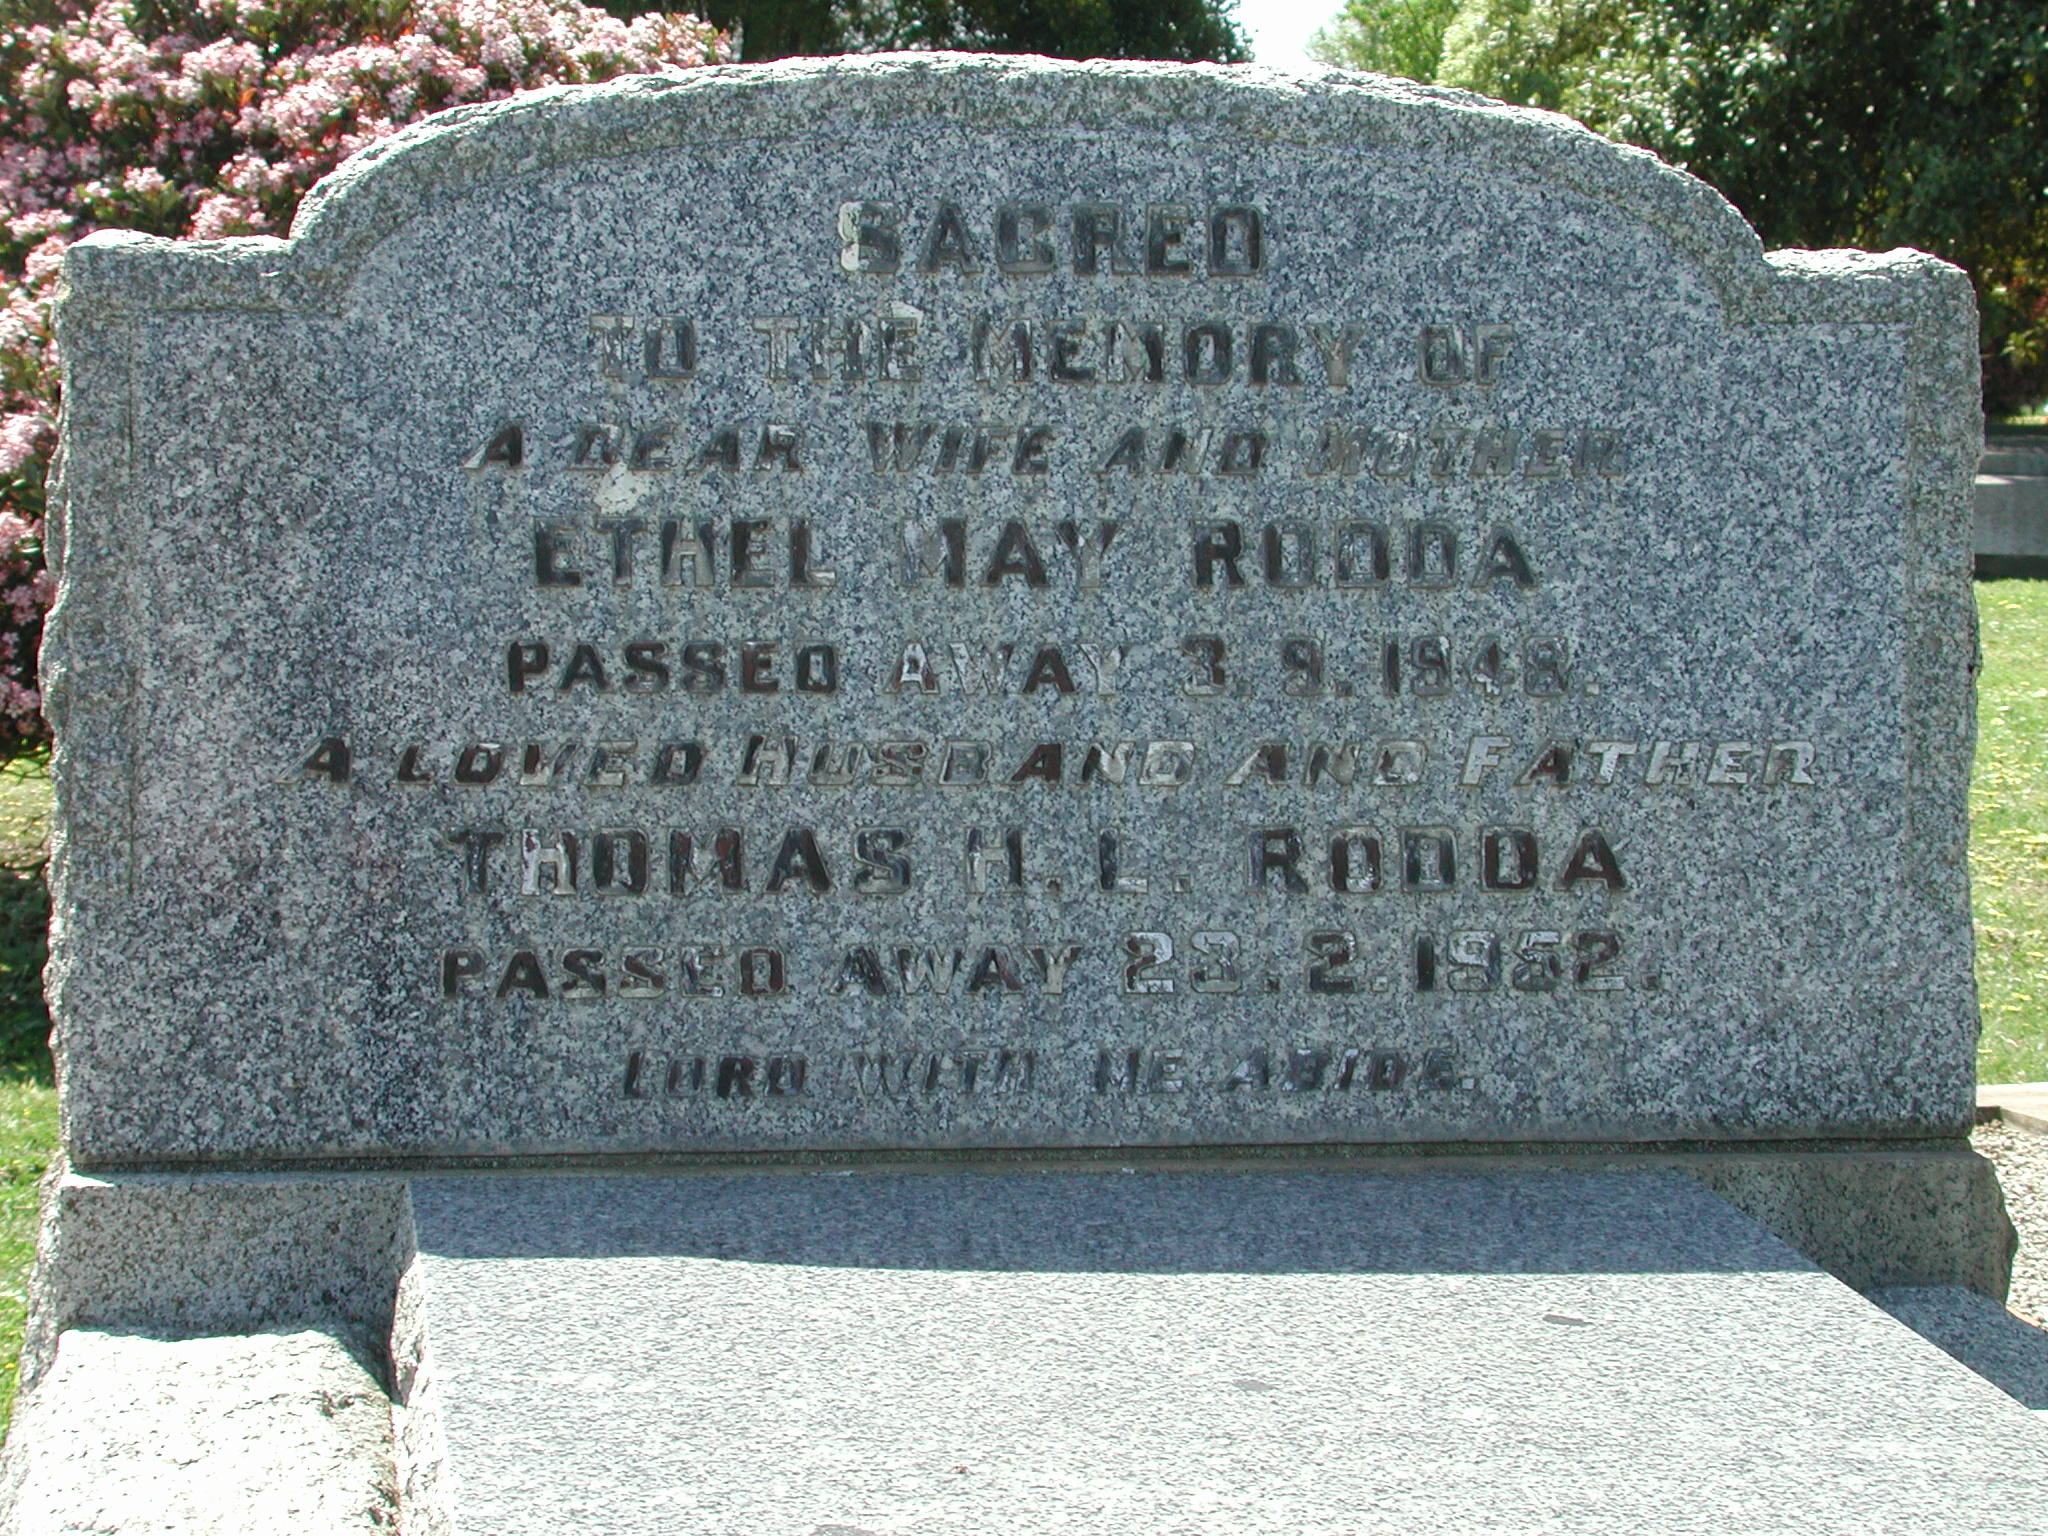 SACRED
TO THE MEMORY OF
A DEAR WIFE AND MOTHER
ETHEL MAY RODDA
PASSED AWAY 3.9.1948.
A LOVED HUSBAND AND FATHER
THOMAS H.L. RODDA
PASSED AWAY 23.2.1952.
LORD WITH ME ABIDE.